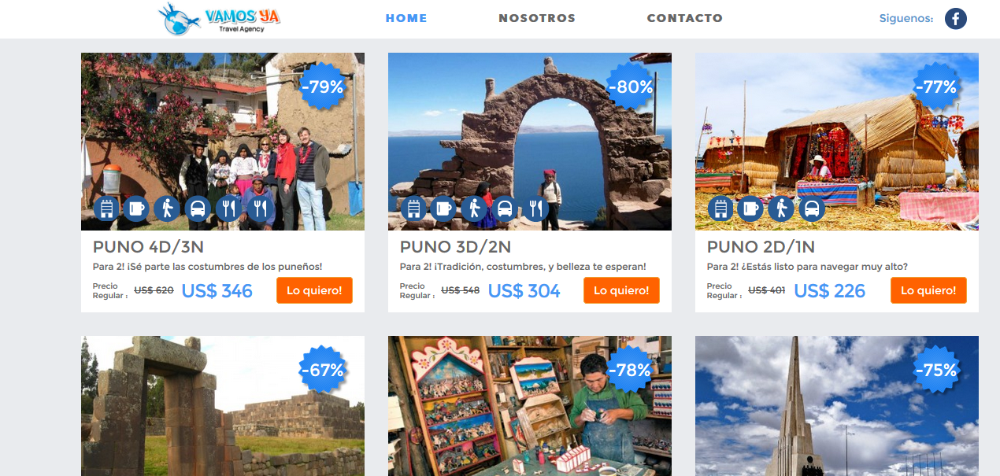 VAMOS YA
Travel Agency
HOME
NOSOTROS
CONTACTO
Siguenos:
-79%
-80%
-77%
PUNO 4D/3N
Para 2! ¡Sé parte las costumbres de los puneños!
Precio
Regular :
US$ 620
US$ 346
Lo quiero!
PUNO 3D/2N
Para 2! ¡Tradición, costumbres, y belleza te esperan!
Precio
Regular :
US$ 548
US$ 304
Lo quiero!
PUNO 2D/1N
Para 2! ¿Estás listo para navegar muy alto?
Precio
Regular :
US$ 401
US$ 226
Lo quiero!
-67%
-78%
-75%